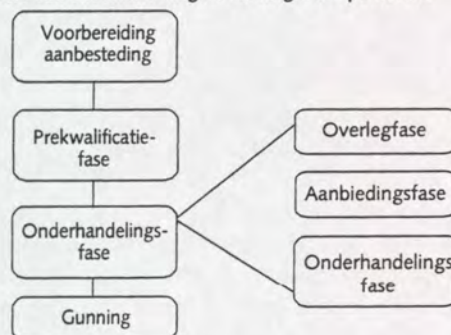 Voorbereiding
aanbesteding
Prekwalificatie-
fase
Onderhandelings-
fase
Gunning
Overlegfase
Aanbiedingsfase
Onderhandelings
fase